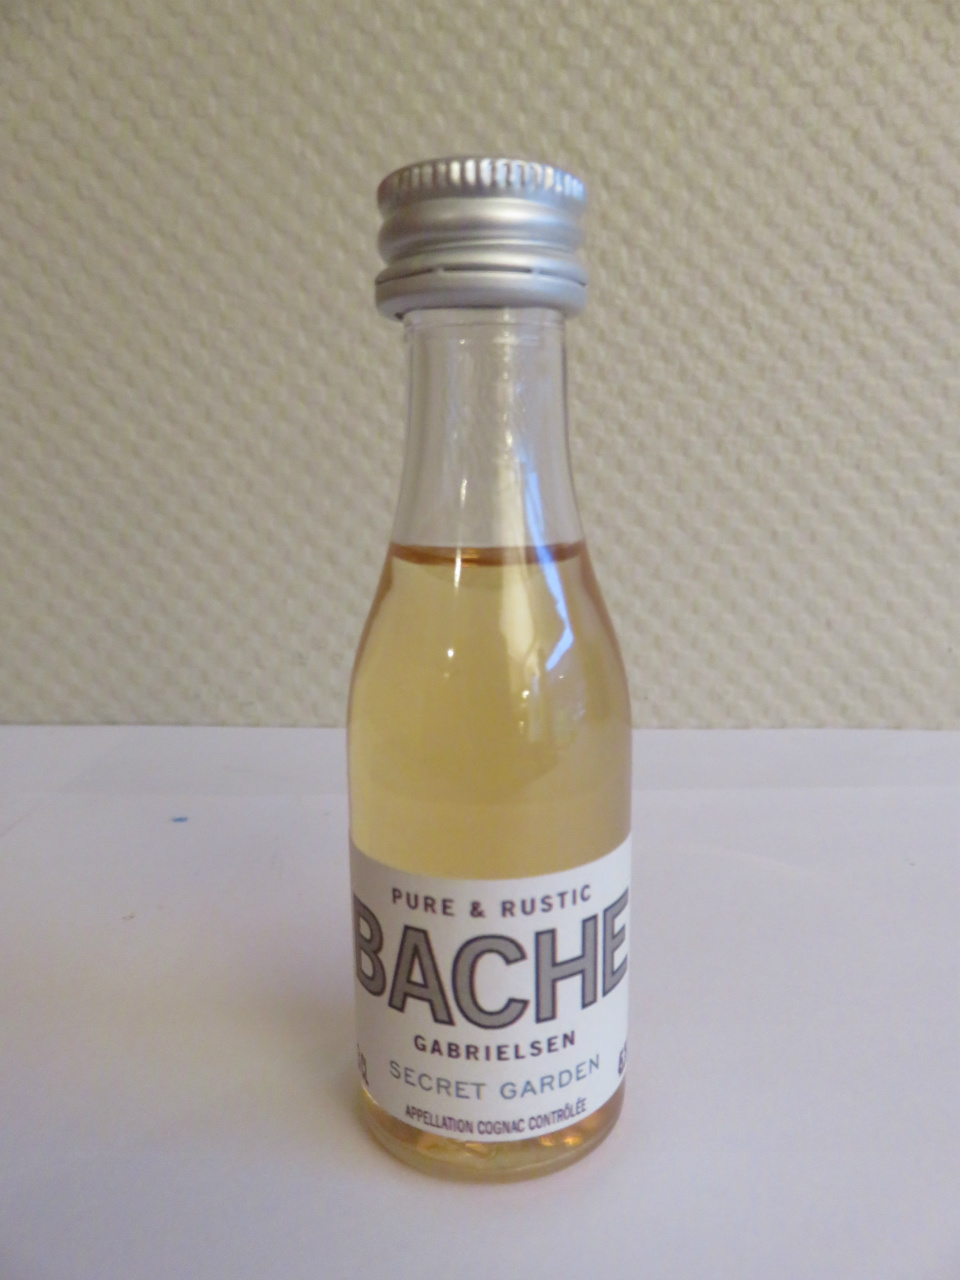 PURE & RUSTIC
BACHE
GABRIELSEN
SECRET GARDEN
APPELLATION COGNAC CONTRÔLÉE